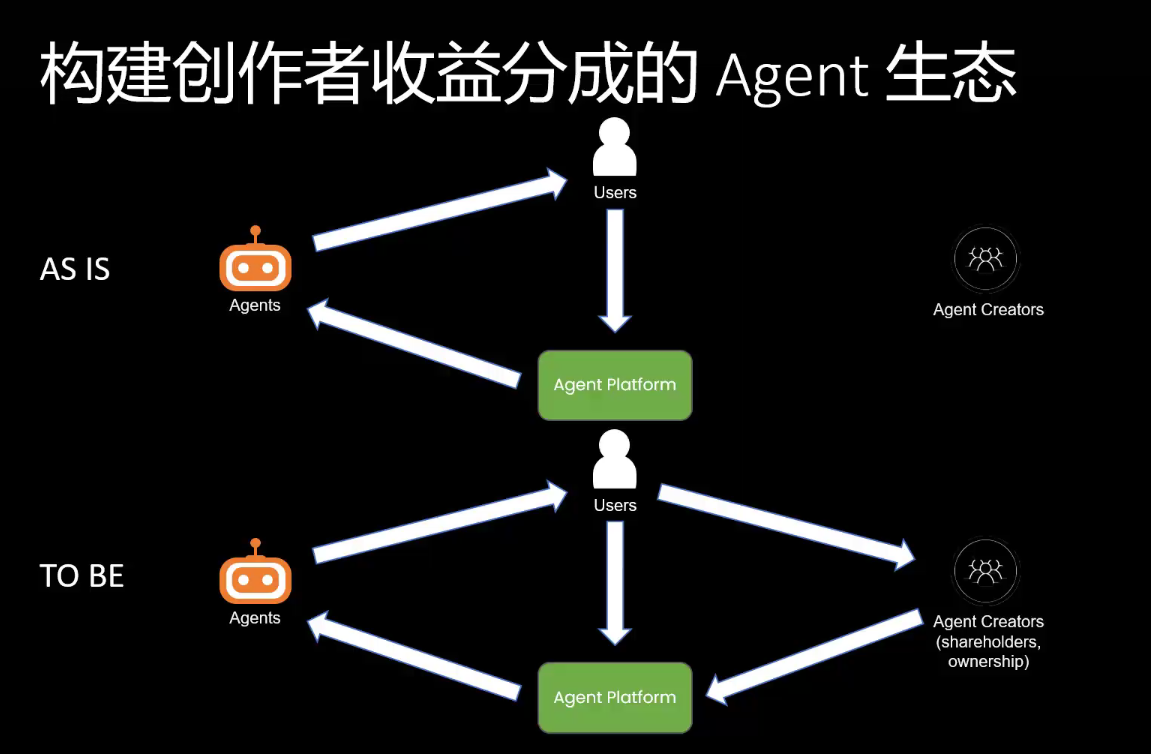 构建创作者收益分成的 Agent 生态
Users
AS IS
Agents
Agent Creators
Agent Platform
Users
TO BE
Agents
Agent Creators
(shareholders,
ownership)
Agent Platform